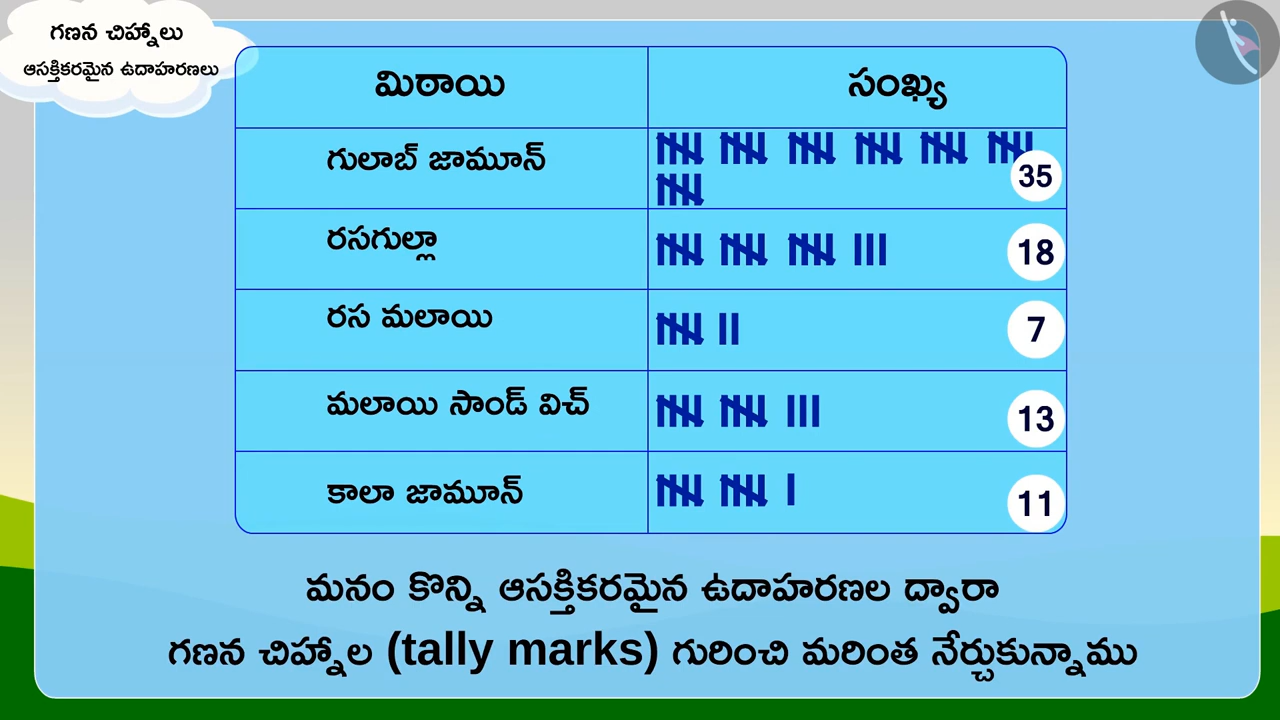 గణన చిహ్నాలు
ఆసక్తికరమైన ఉదాహరణలు
మిఠాయి సంఖ్య
గులాబ్ జామూన్ 35
రసగుల్లా 18
రస మలాయి 7
మలాయి సాండ్ విచ్ 13
కాలా జామూన్ 11
మనం కొన్ని ఆసక్తికరమైన ఉదాహరణల ద్వారా
గణన చిహ్నాల (tally marks) గురించి మరింత నేర్చుకున్నాము